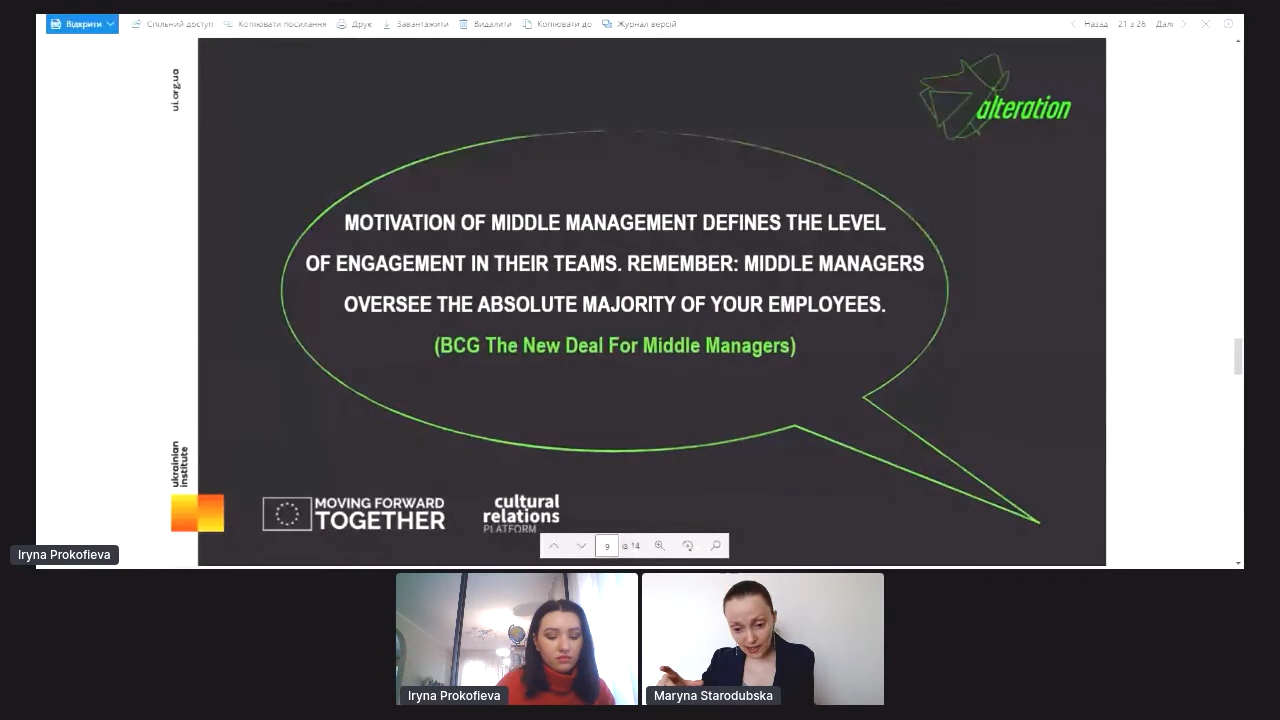 Відкрити
Спільний доступ
Копіювати посилання
Друк
Завантажити
Видалити
Копіювати до
Журнал версій
Назад
21 з 26
Далі
ui.org.ua
alteration
MOTIVATION OF MIDDLE MANAGEMENT DEFINES THE LEVEL
OF ENGAGEMENT IN THEIR TEAMS. REMEMBER: MIDDLE MANAGERS
OVERSEE THE ABSOLUTE MAJORITY OF YOUR EMPLOYEES.
(BCG The New Deal For Middle Managers)
ukrainian
institute
MOVING FORWARD
TOGETHER
cultural
relations
PLATFORM
9 із 14
Iryna Prokofieva
Iryna Prokofieva
Maryna Starodubska